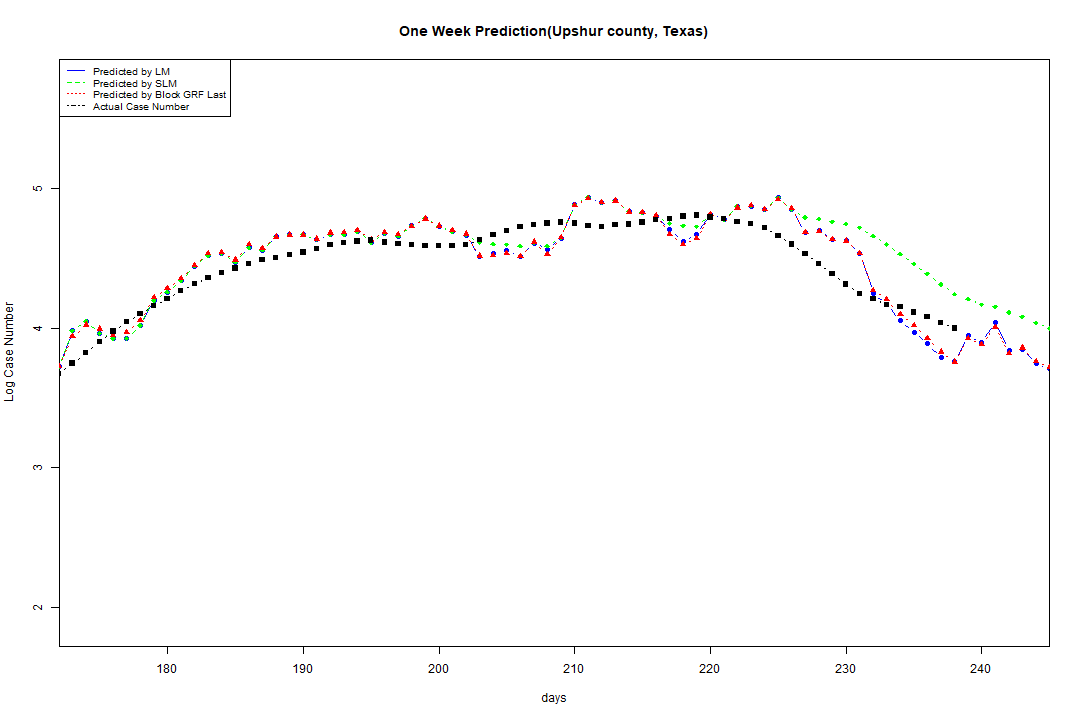 One Week Prediction(Upshur county, Texas)
Predicted by LM
Predicted by SLM
Predicted by Block GRF Last
Actual Case Number
5
4
3
2
Log Case Number
180 190 200 210 220 230 240
days